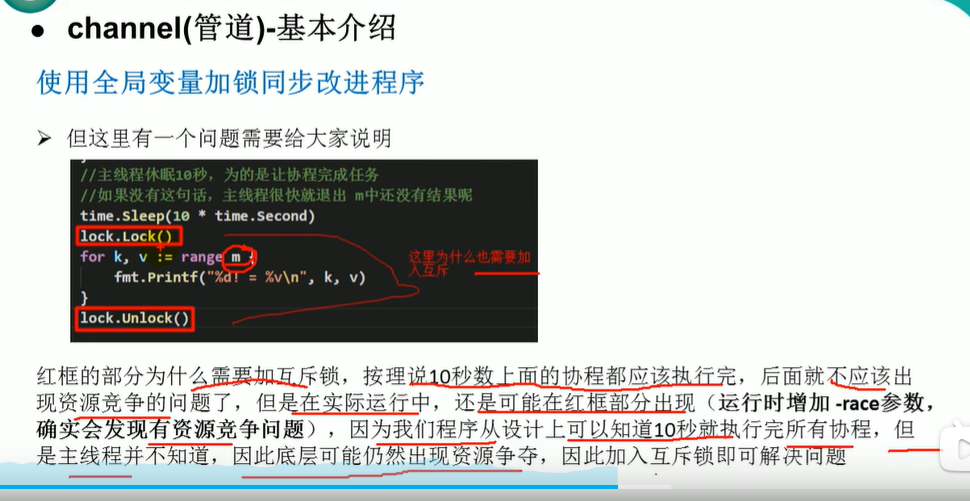 channel(管道)-基本介绍
使用全局变量加锁同步改进程序
但这里有一个问题需要给大家说明
//主线程休眠10秒，为的是让协程完成任务
//如果没有这句话，主线程很快就退出 m中还没有结果呢
time.Sleep(10 * time.Second)
lock.Lock()
for k, v := range m {
fmt.Printf("%d! = %v\n", k, v)
}
lock.Unlock()
这里为什么也需要加
入互斥
红框的部分为什么需要加互斥锁，按理说10秒数上面的协程都应该执行完，后面就不应该出
现资源竞争的问题了，但是在实际运行中，还是可能在红框部分出现（运行时增加 -race参数，
确实会发现有资源竞争问题），因为我们程序从设计上可以知道10秒就执行完所有协程，但
是主线程并不知道，因此底层可能仍然出现资源争夺，因此加入互斥锁即可解决问题